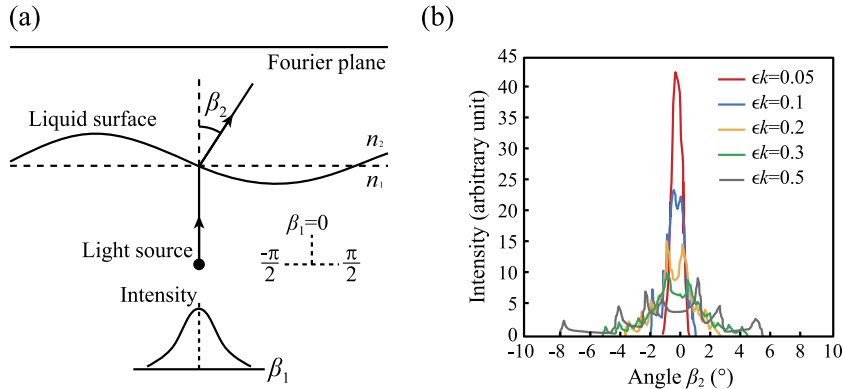 (a)
Fourier plane
β2
Liquid surface
n2
n1
β1=0
Light source
-π/2
π/2
Intensity
β1
(b)
Intensity (arbitrary unit)
45
40
35
30
25
20
15
10
5
0
-10 -8 -6 -4 -2 0 2 4 6 8 10
Angle β2 (°)
ϵk=0.05
ϵk=0.1
ϵk=0.2
ϵk=0.3
ϵk=0.5